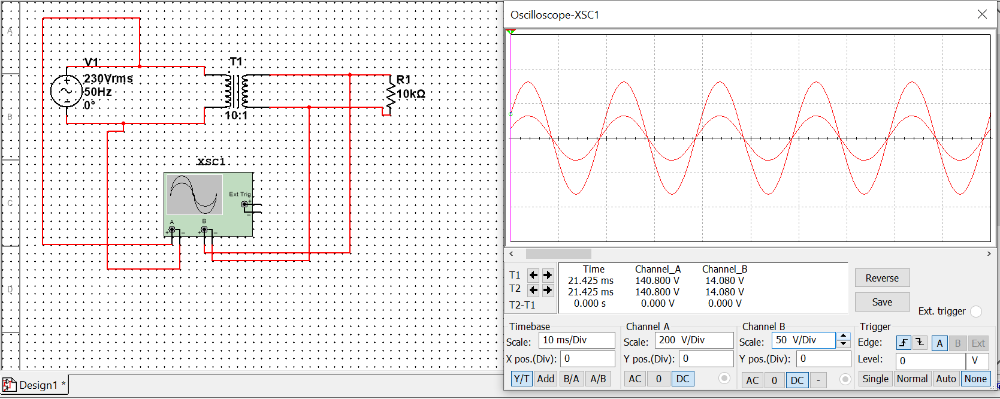 A
B
C
D
V1
230Vrms
50Hz
0°
T1
10:1
R1
10kΩ
XSC1
Ext Trig
+
−
A
B
+ −
+ −
Design1 *
Oscilloscope-XSC1
Time Channel_A Channel_B
T1 21.425 ms 140.800 V 14.080 V
T2 21.425 ms 140.800 V 14.080 V
T2-T1 0.000 s 0.000 V 0.000 V
Reverse
Save
Ext. trigger
Timebase
Scale: 10 ms/Div
X pos.(Div): 0
Y/T Add B/A A/B
Channel A
Scale: 200 V/Div
Y pos.(Div): 0
AC 0 DC
Channel B
Scale: 50 V/Div
Y pos.(Div): 0
AC 0 DC -
Trigger
Edge: A B Ext
Level: 0 V
Single Normal Auto None